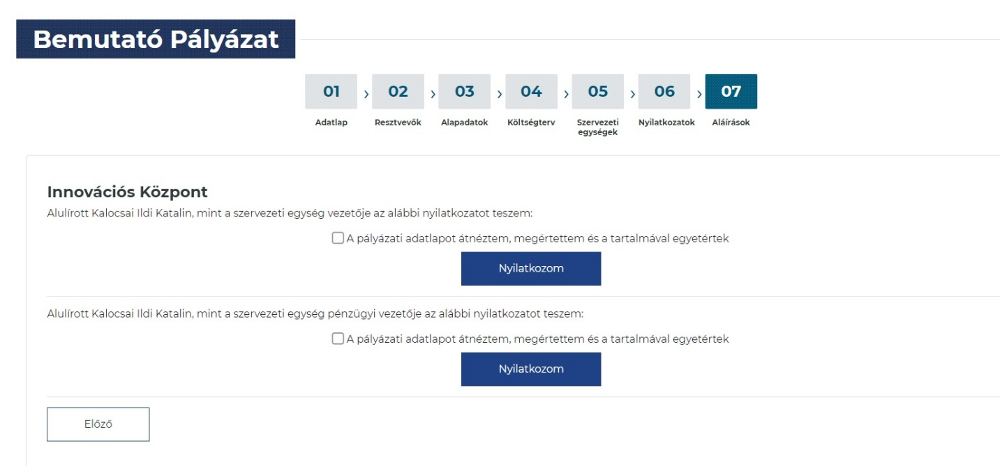 Bemutató Pályázat
01 › 02 › 03 › 04 › 05 › 06 › 07
Adatlap Resztvevők Alapadatok Költségterv Szervezeti egységek Nyilatkozatok Aláírások
Innovációs Központ
Alulírott Kalocsai Ildi Katalin, mint a szervezeti egység vezetője az alábbi nyilatkozatot teszem:
A pályázati adatlapot átnéztem, megértettem és a tartalmával egyetértek
Nyilatkozom
Alulírott Kalocsai Ildi Katalin, mint a szervezeti egység pénzügyi vezetője az alábbi nyilatkozatot teszem:
A pályázati adatlapot átnéztem, megértettem és a tartalmával egyetértek
Nyilatkozom
Előző